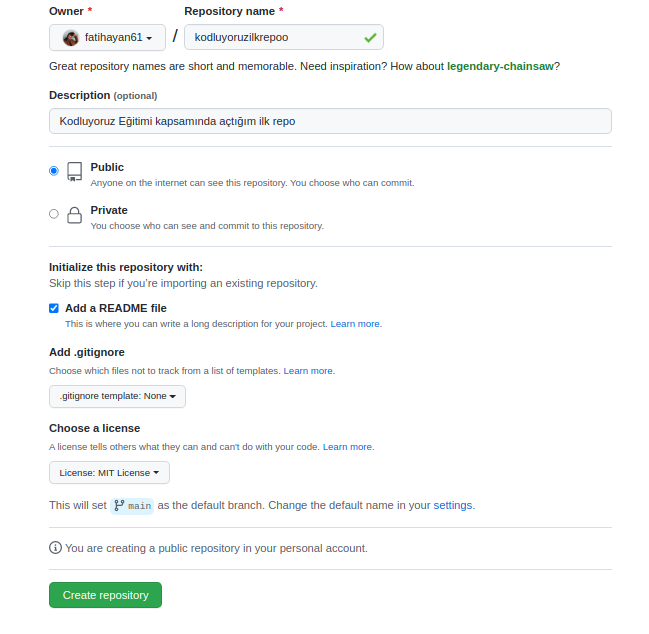 Owner * Repository name *
fatihayan61 / kodluyoruzilkrepoo
Great repository names are short and memorable. Need inspiration? How about legendary-chainsaw?
Description (optional)
Kodluyoruz Eğitimi kapsamında açtığım ilk repo
Public
Anyone on the internet can see this repository. You choose who can commit.
Private
You choose who can see and commit to this repository.
Initialize this repository with:
Skip this step if you're importing an existing repository.
Add a README file
This is where you can write a long description for your project. Learn more.
Add .gitignore
Choose which files not to track from a list of templates. Learn more.
.gitignore template: None
Choose a license
A license tells others what they can and can't do with your code. Learn more.
License: MIT License
This will set main as the default branch. Change the default name in your settings.
You are creating a public repository in your personal account.
Create repository